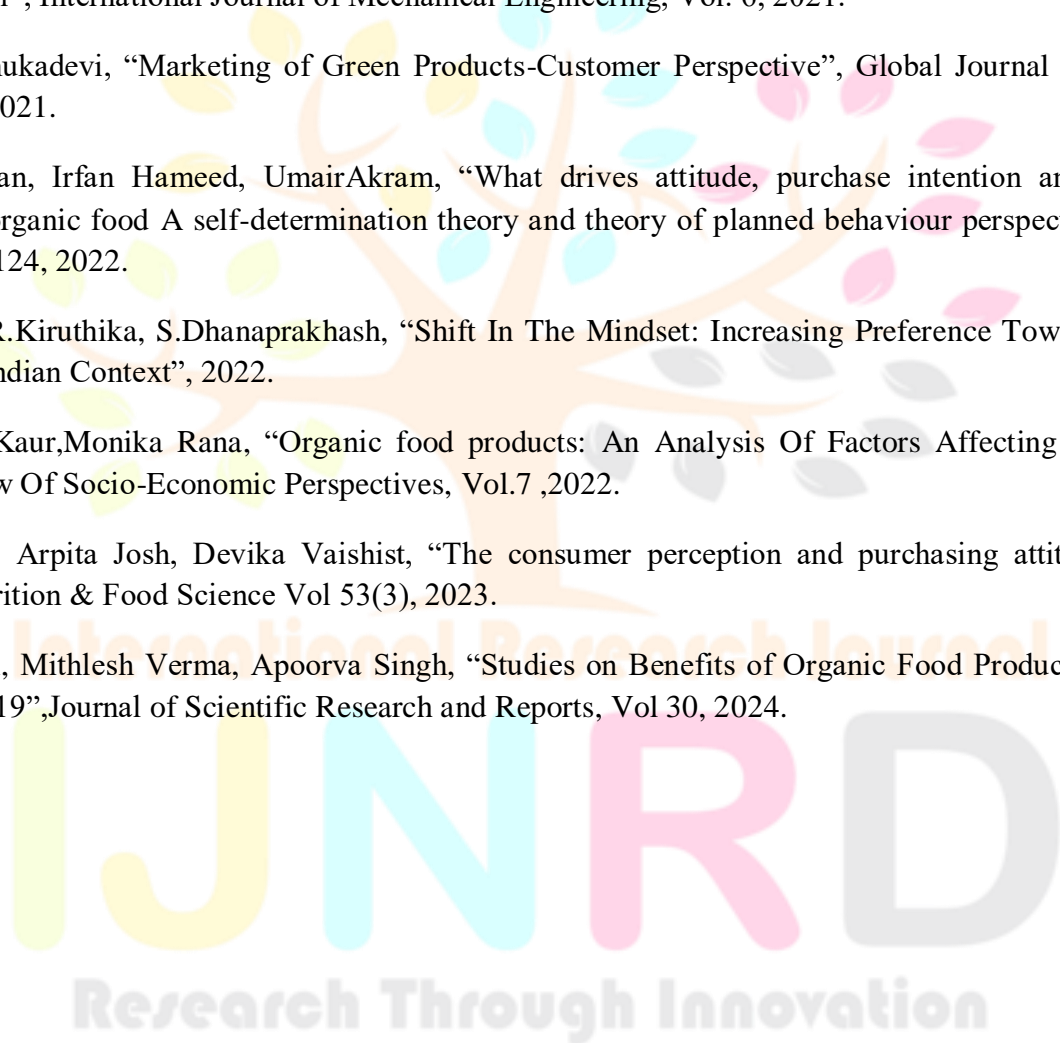 International Journal of Mechanical Engineering, Vol. 6, 2021.
“Marketing of Green Products-Customer Perspective”, Global Journal
021.
an, Irfan Hameed, UmairAkram, “What drives attitude, purchase intention an
organic food A self-determination theory and theory of planned behaviour perspec
124, 2022.
R.Kiruthika, S.Dhanaprakhash, “Shift In The Mindset: Increasing Preference Tow
ndian Context”, 2022.
Kaur,Monika Rana, “Organic food products: An Analysis Of Factors Affecting
w Of Socio-Economic Perspectives, Vol.7 ,2022.
Arpita Josh, Devika Vaishist, “The consumer perception and purchasing attit
rition & Food Science Vol 53(3), 2023.
, Mithlesh Verma, Apoorva Singh, “Studies on Benefits of Organic Food Produc
International Research Journal
19”,Journal of Scientific Research and Reports, Vol 30, 2024.
IJNRD
Research Through Innovation